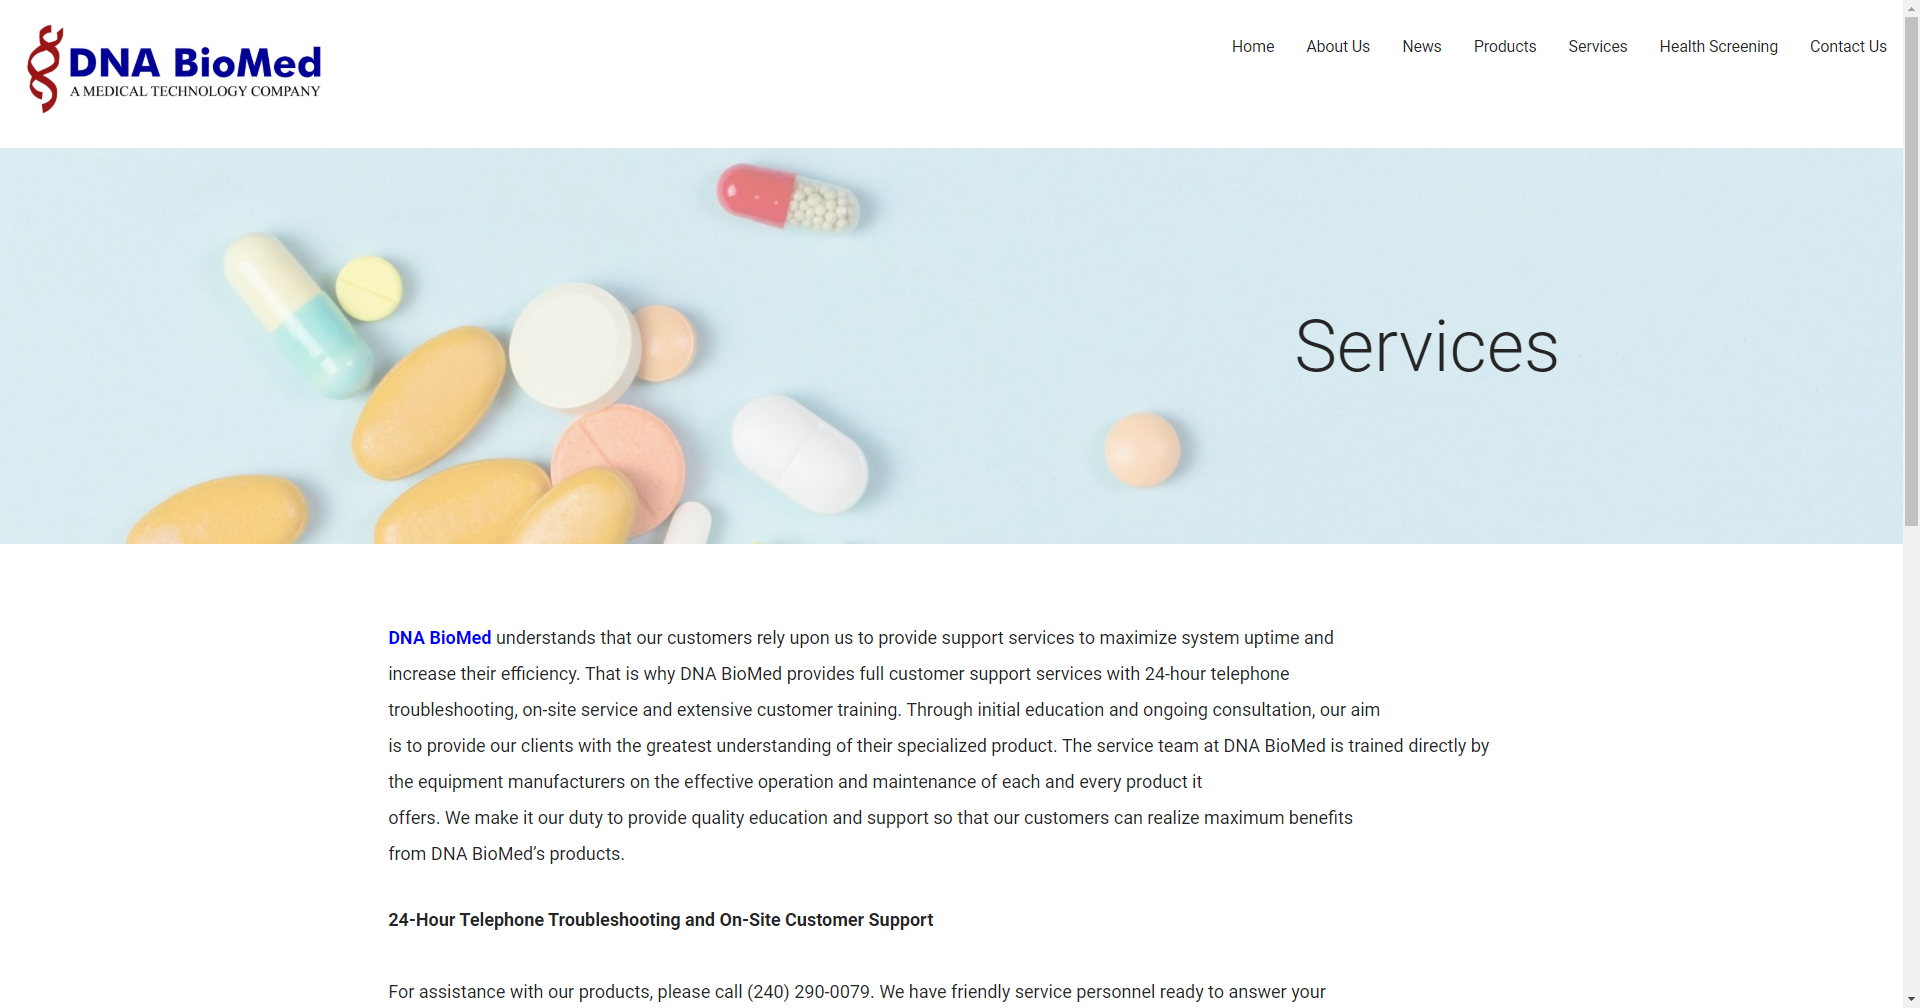 DNA BioMed
A MEDICAL TECHNOLOGY COMPANY
Home About Us News Products Services Health Screening Contact Us
Services
DNA BioMed understands that our customers rely upon us to provide support services to maximize system uptime and
increase their efficiency. That is why DNA BioMed provides full customer support services with 24-hour telephone
troubleshooting, on-site service and extensive customer training. Through initial education and ongoing consultation, our aim
is to provide our clients with the greatest understanding of their specialized product. The service team at DNA BioMed is trained directly by
the equipment manufacturers on the effective operation and maintenance of each and every product it
offers. We make it our duty to provide quality education and support so that our customers can realize maximum benefits
from DNA BioMed’s products.
24-Hour Telephone Troubleshooting and On-Site Customer Support
For assistance with our products, please call (240) 290-0079. We have friendly service personnel ready to answer your